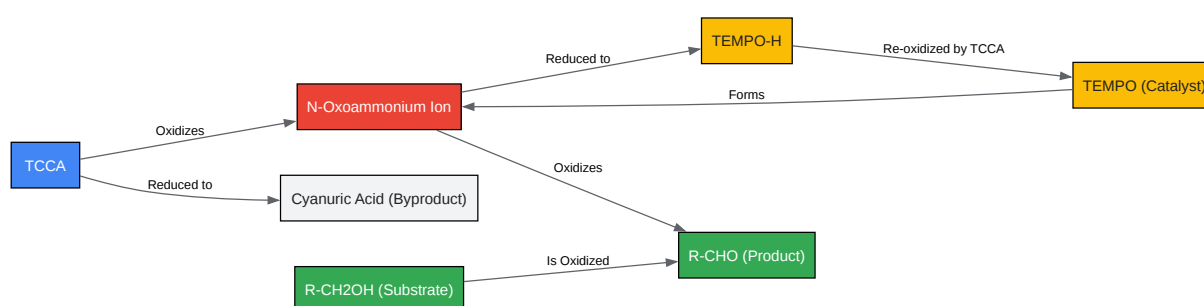 TEMPO-H
Re-oxidized by TCCA
Reduced to
TEMPO (Catalyst)
Forms
N-Oxoammonium Ion
Oxidizes
TCCA
Oxidizes
Reduced to
Cyanuric Acid (Byproduct)
R-CHO (Product)
Is Oxidized
R-CH2OH (Substrate)